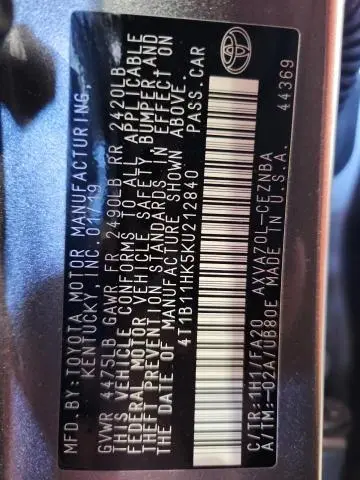 MFD.BY:TOYOTA MOTOR MANUFACTURING,
KENTUCKY, INC. 01/19
GVWR 4475LB GAWR FR 2490LB RR 2420LB
THIS VEHICLE CONFORMS TO ALL APPLICABLE
FEDERAL MOTOR VEHICLE SAFETY, BUMPER, AND
THEFT PREVENTION STANDARDS IN EFFECT ON
THE DATE OF MANUFACTURE SHOWN ABOVE.
4T1B11HK5KU212840 PASS.CAR
C/TR:1H1/FA20 AXVA70L-CEZNBA
A/TM:-02A/UB80E MADE IN U.S.A. 44369